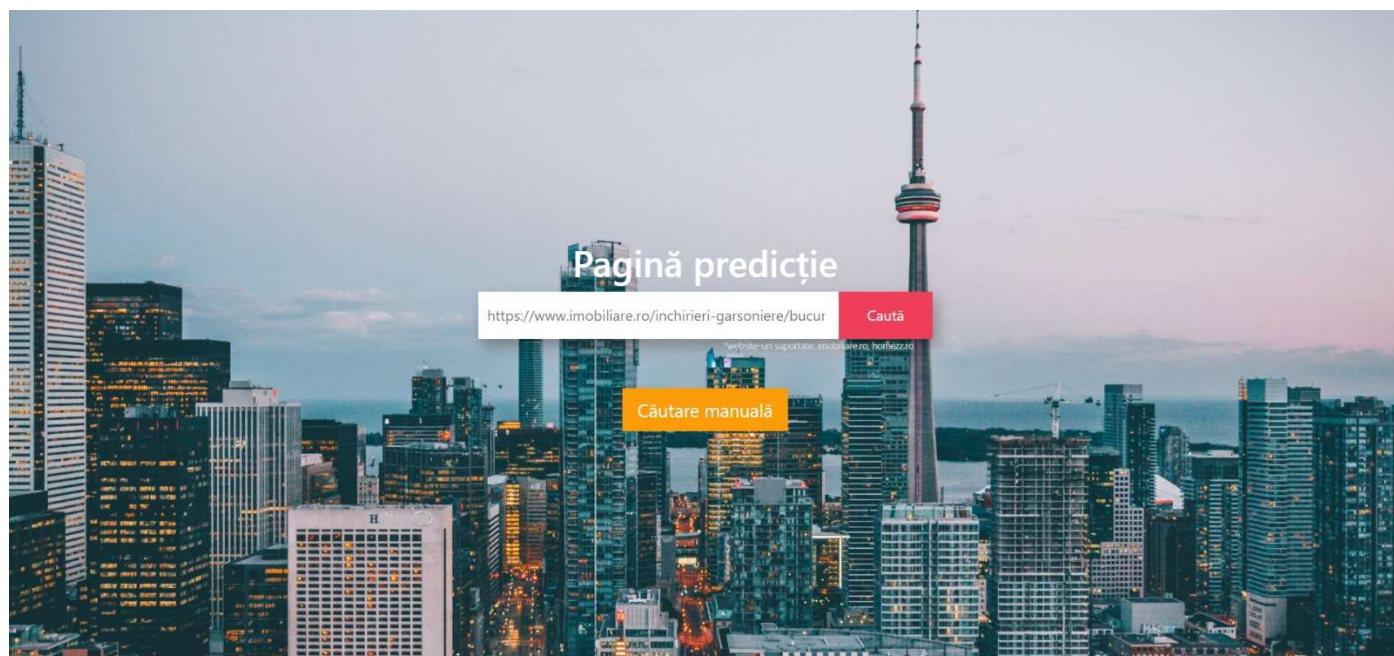 Pagină predicție
https://www.imobiliare.ro/inchirieri-garsoniere/bucur
Caută
*website-uri suportate: imobiliare.ro, homezz.ro
Căutare manuală
H